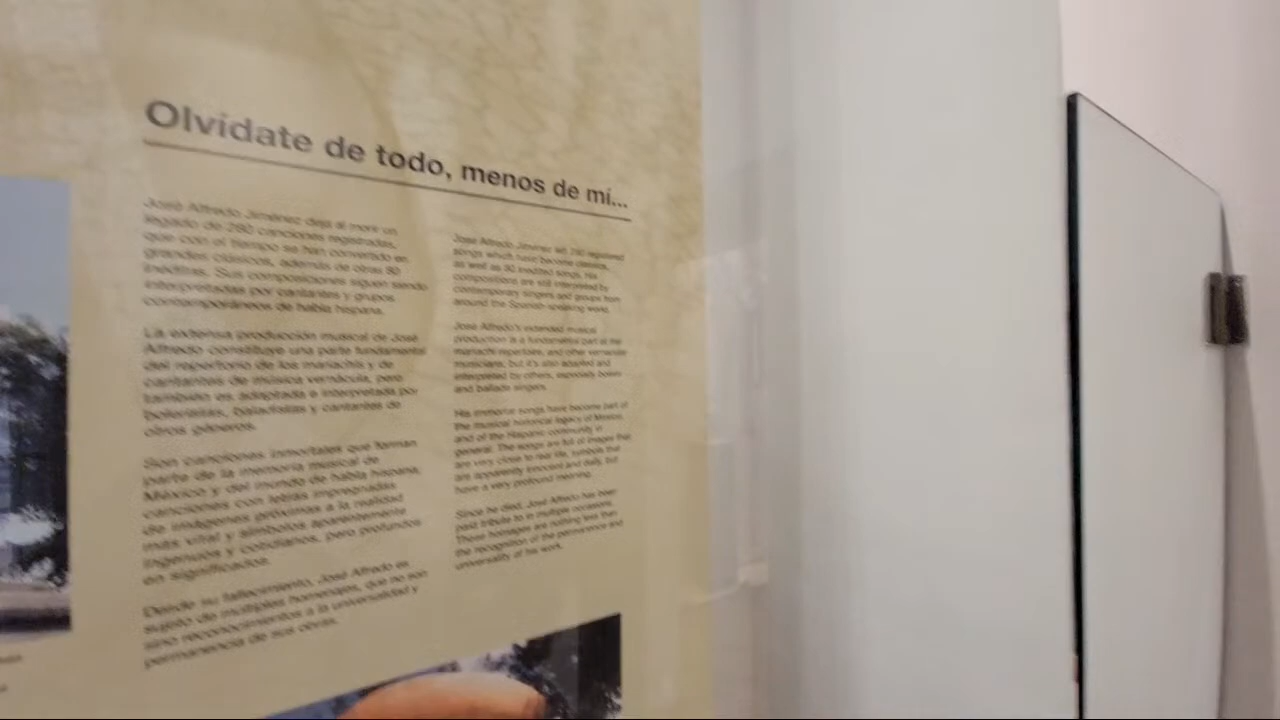 Olvídate de todo, menos de mí...
José Alfredo Jiménez deja al morir un
legado de 280 canciones registradas,
que con el tiempo se han convertido en
grandes clásicos, además de otras 90
inéditas. Sus composiciones siguen siendo
interpretadas por cantantes y grupos
contemporáneos de habla hispana.
La extensa producción musical de José
Alfredo constituye una parte fundamental
del repertorio de los mariachis y de
cantantes de música vernácula, pero
también es adaptada e interpretada por
boleristas, baladistas y cantantes de
otros géneros.
Son canciones inmortales que forman
parte de la memoria musical de
México y del mundo de habla hispana,
canciones con letras impregnadas
de imágenes próximas a la realidad
más vital y símbolos aparentemente
ingenuos y cotidianos, pero profundos
en significados.
Desde su fallecimiento, José Alfredo es
sujeto de múltiples homenajes, que no son
sino reconocimientos a la universalidad y
permanencia de sus obras.
José Alfredo Jiménez left 280 registered
songs which have become classics,
as well as 90 inedited songs. His
compositions are still interpreted by
contemporary singers and groups from
around the Spanish-speaking world.
José Alfredo's extended musical
production is a fundamental part of the
mariachi repertoire, and other vernacular
musicians, but it's also adapted and
interpreted by others, especially bolero
and ballads singers.
His inmortal songs have become part of
the musical historical legacy of Mexico,
and of the Hispanic community in
general. The songs are full of images that
are very close to real life, symbols that
are apparently innocent and daily, but
have a very profound meaning.
Since he died, José Alfredo has been
paid tribute to in multiple occasions.
These homages are nothing less than
the recognition of the permanence and
universality of his work.